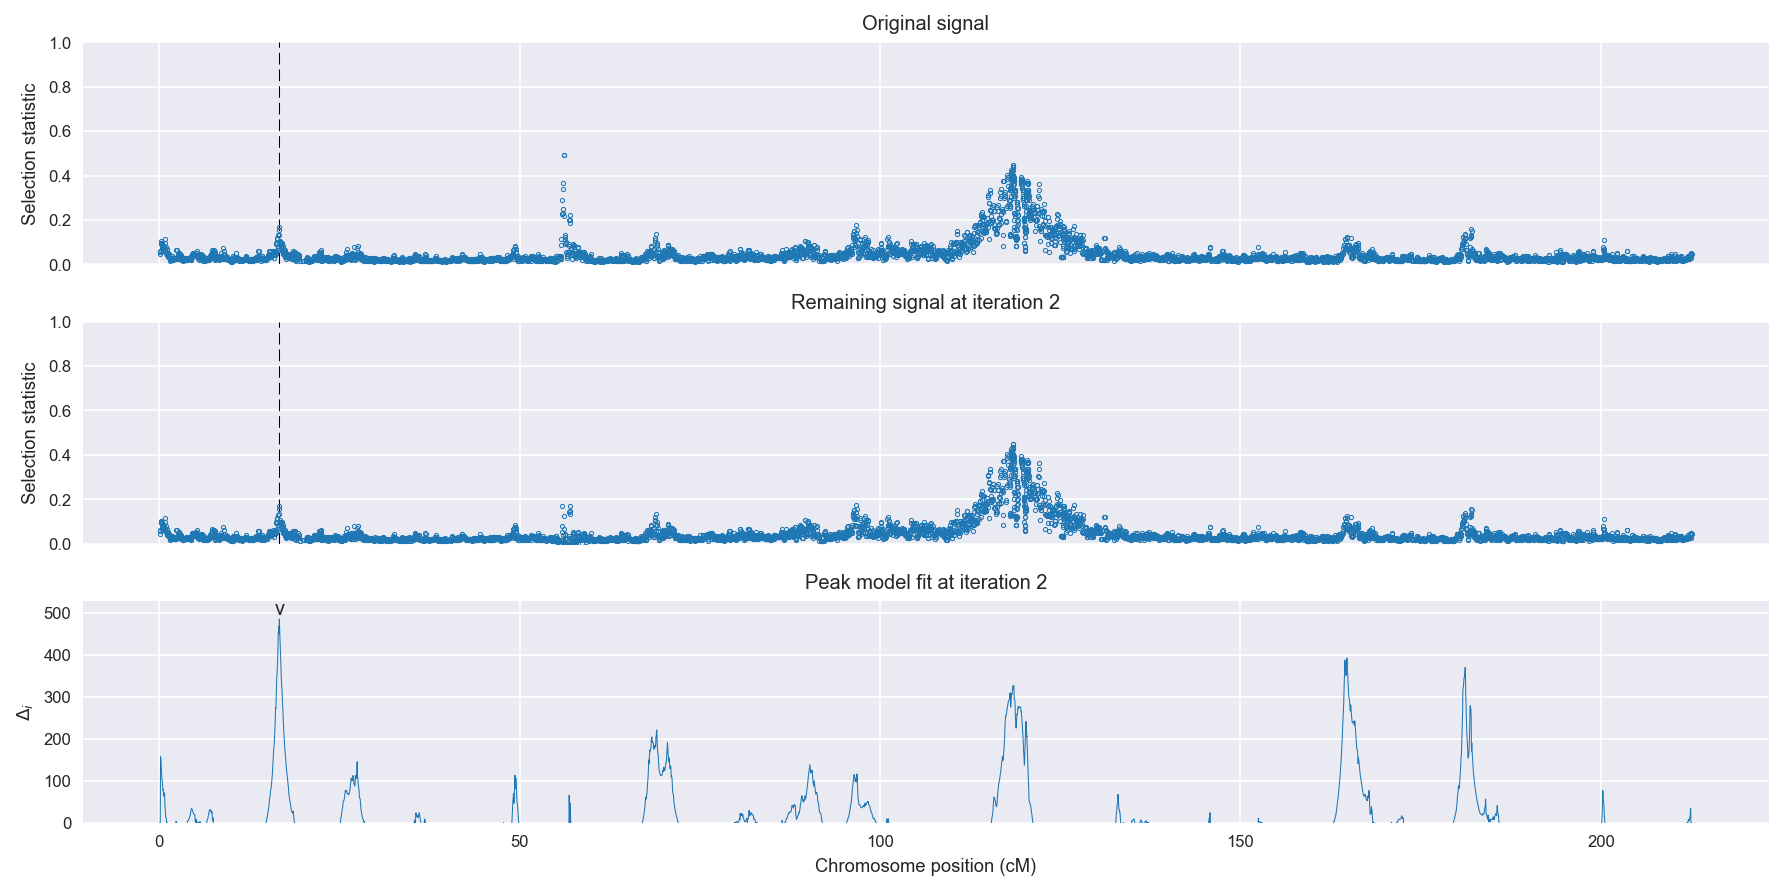 Original signal
1.0
0.8
0.6
0.4
0.2
0.0
Selection statistic
Remaining signal at iteration 2
1.0
0.8
0.6
0.4
0.2
0.0
Selection statistic
Peak model fit at iteration 2
v
500
400
300
200
100
0
Δi
0 50 100 150 200
Chromosome position (cM)